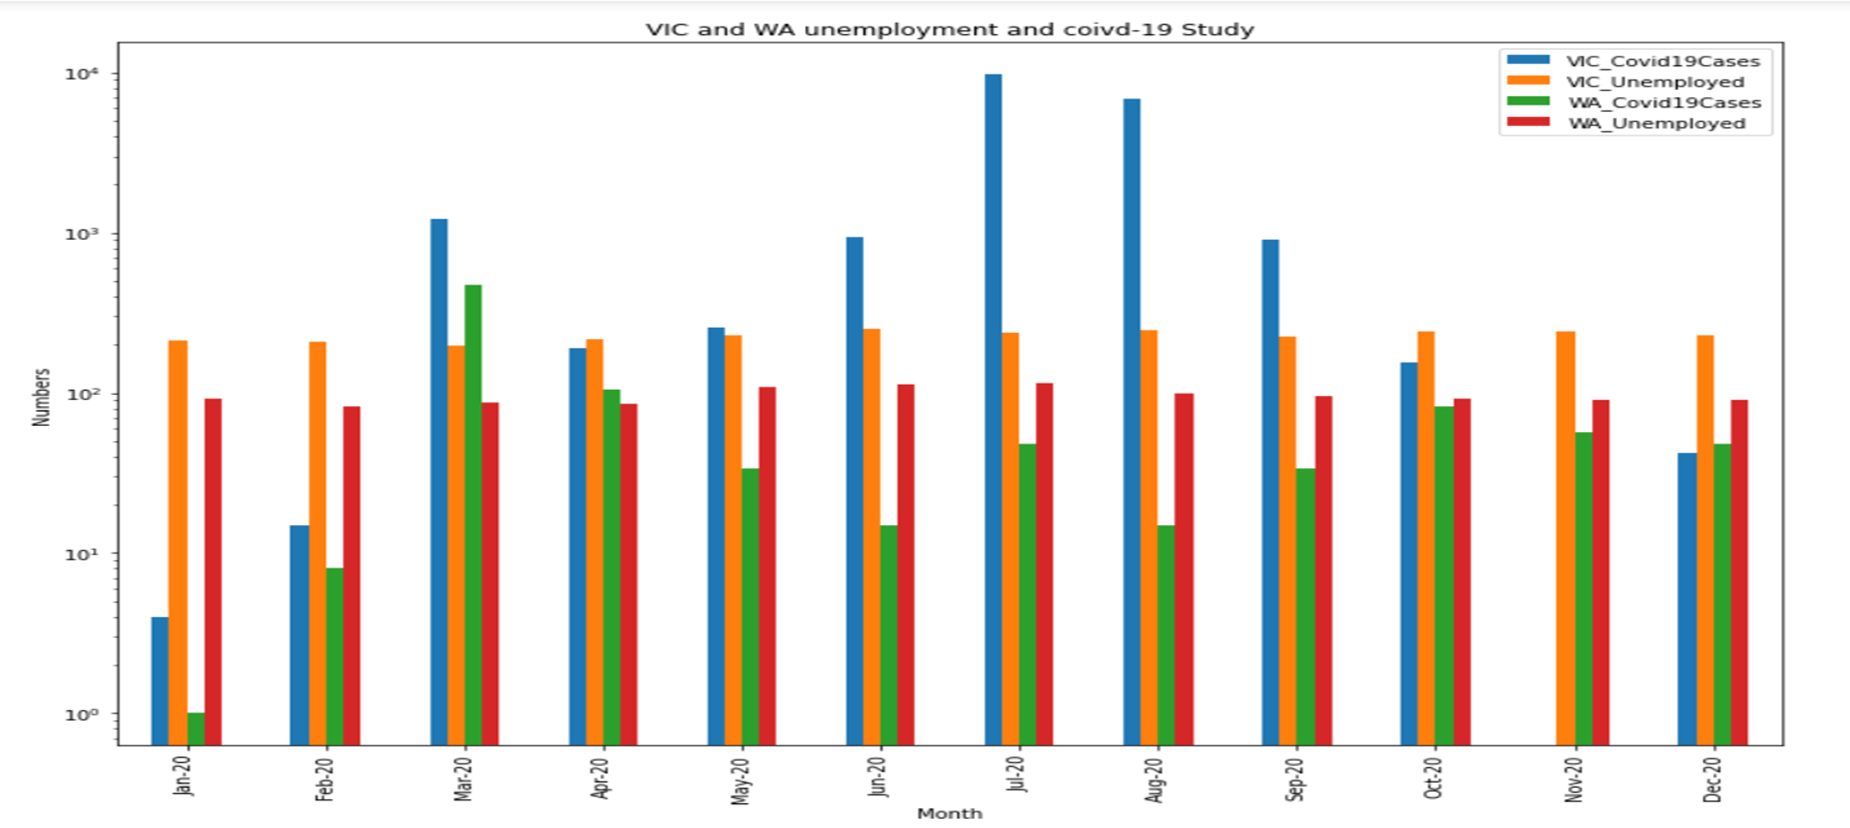 VIC and WA unemployment and coivd-19 Study
VIC_Covid19Cases
VIC_Unemployed
WA_Covid19Cases
WA_Unemployed
10⁴
10³
10²
10¹
10⁰
Numbers
Jan-20
Feb-20
Mar-20
Apr-20
May-20
Jun-20
Jul-20
Aug-20
Sep-20
Oct-20
Nov-20
Dec-20
Month